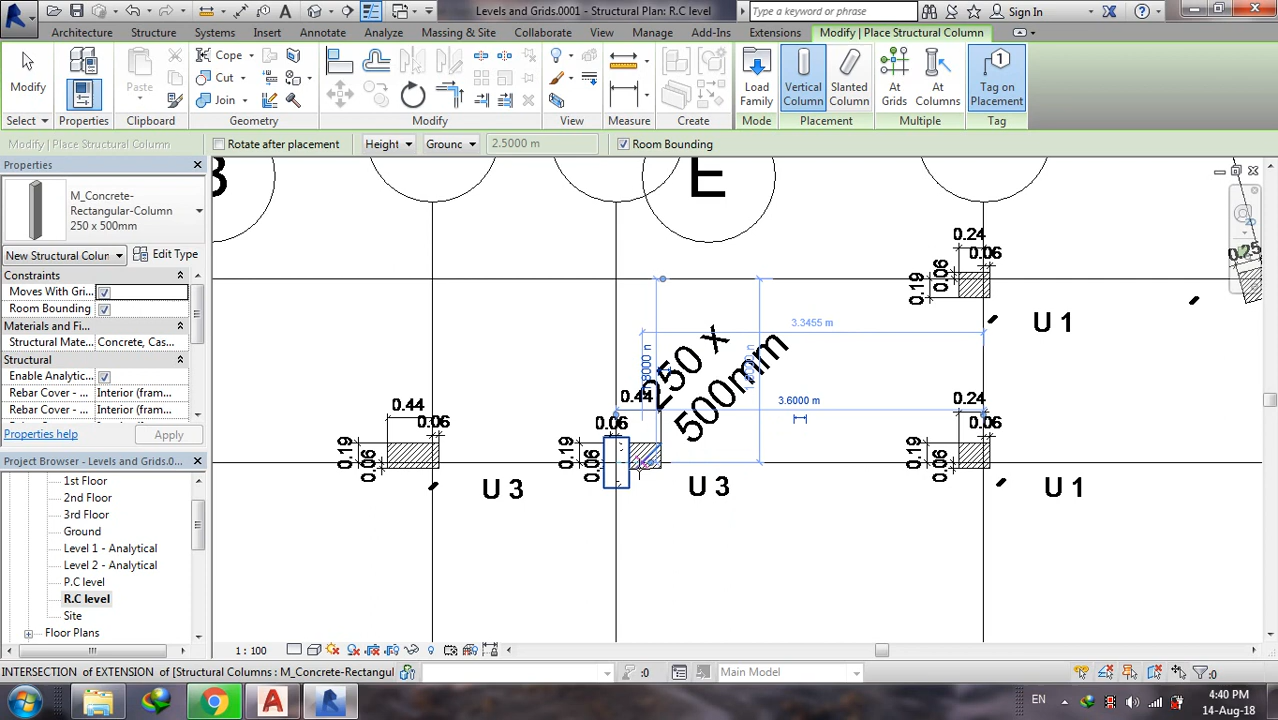 Levels and Grids.0001 - Structural Plan: R.C level
Type a keyword or phrase
Sign In
Architecture Structure Systems Insert Annotate Analyze Massing & Site Collaborate View Manage Add-Ins Extensions Modify | Place Structural Column
Modify
Paste
Cope
Cut
Join
Load
Family
Vertical
Column
Slanted
Column
At
Grids
At
Columns
Tag on
Placement
Select Properties Clipboard Geometry Modify View Measure Create Mode Placement Multiple Tag
Modify | Place Structural Column
Rotate after placement
Height
Grounc
2.5000 m
Room Bounding
Properties
M_Concrete-
Rectangular-Column
250 x 500mm
New Structural Colur
Edit Type
Constraints
Moves With Gri...
Room Bounding
Materials and Fi...
Structural Mate... Concrete, Cas...
Structural
Enable Analytic...
Rebar Cover - ... Interior (fram...
Rebar Cover - ... Interior (fram...
Properties help
Apply
Project Browser - Levels and Grids.0...
1st Floor
2nd Floor
3rd Floor
Ground
Level 1 - Analytical
Level 2 - Analytical
P.C level
R.C level
Site
Floor Plans
E
0.24
0.06
0.06
0.19
U 1
0.25
3.3455 m
250 x
500mm
3.6000 m
0.44
0.06
0.19
0.06
U 3
0.44
0.06
0.19
0.06
U 3
0.24
0.06
0.19
0.06
U 1
1 : 100
INTERSECTION of EXTENSION of [Structural Columns : M_Concrete-Rectangul
:0
Main Model
:0
EN
4:40 PM
14-Aug-18